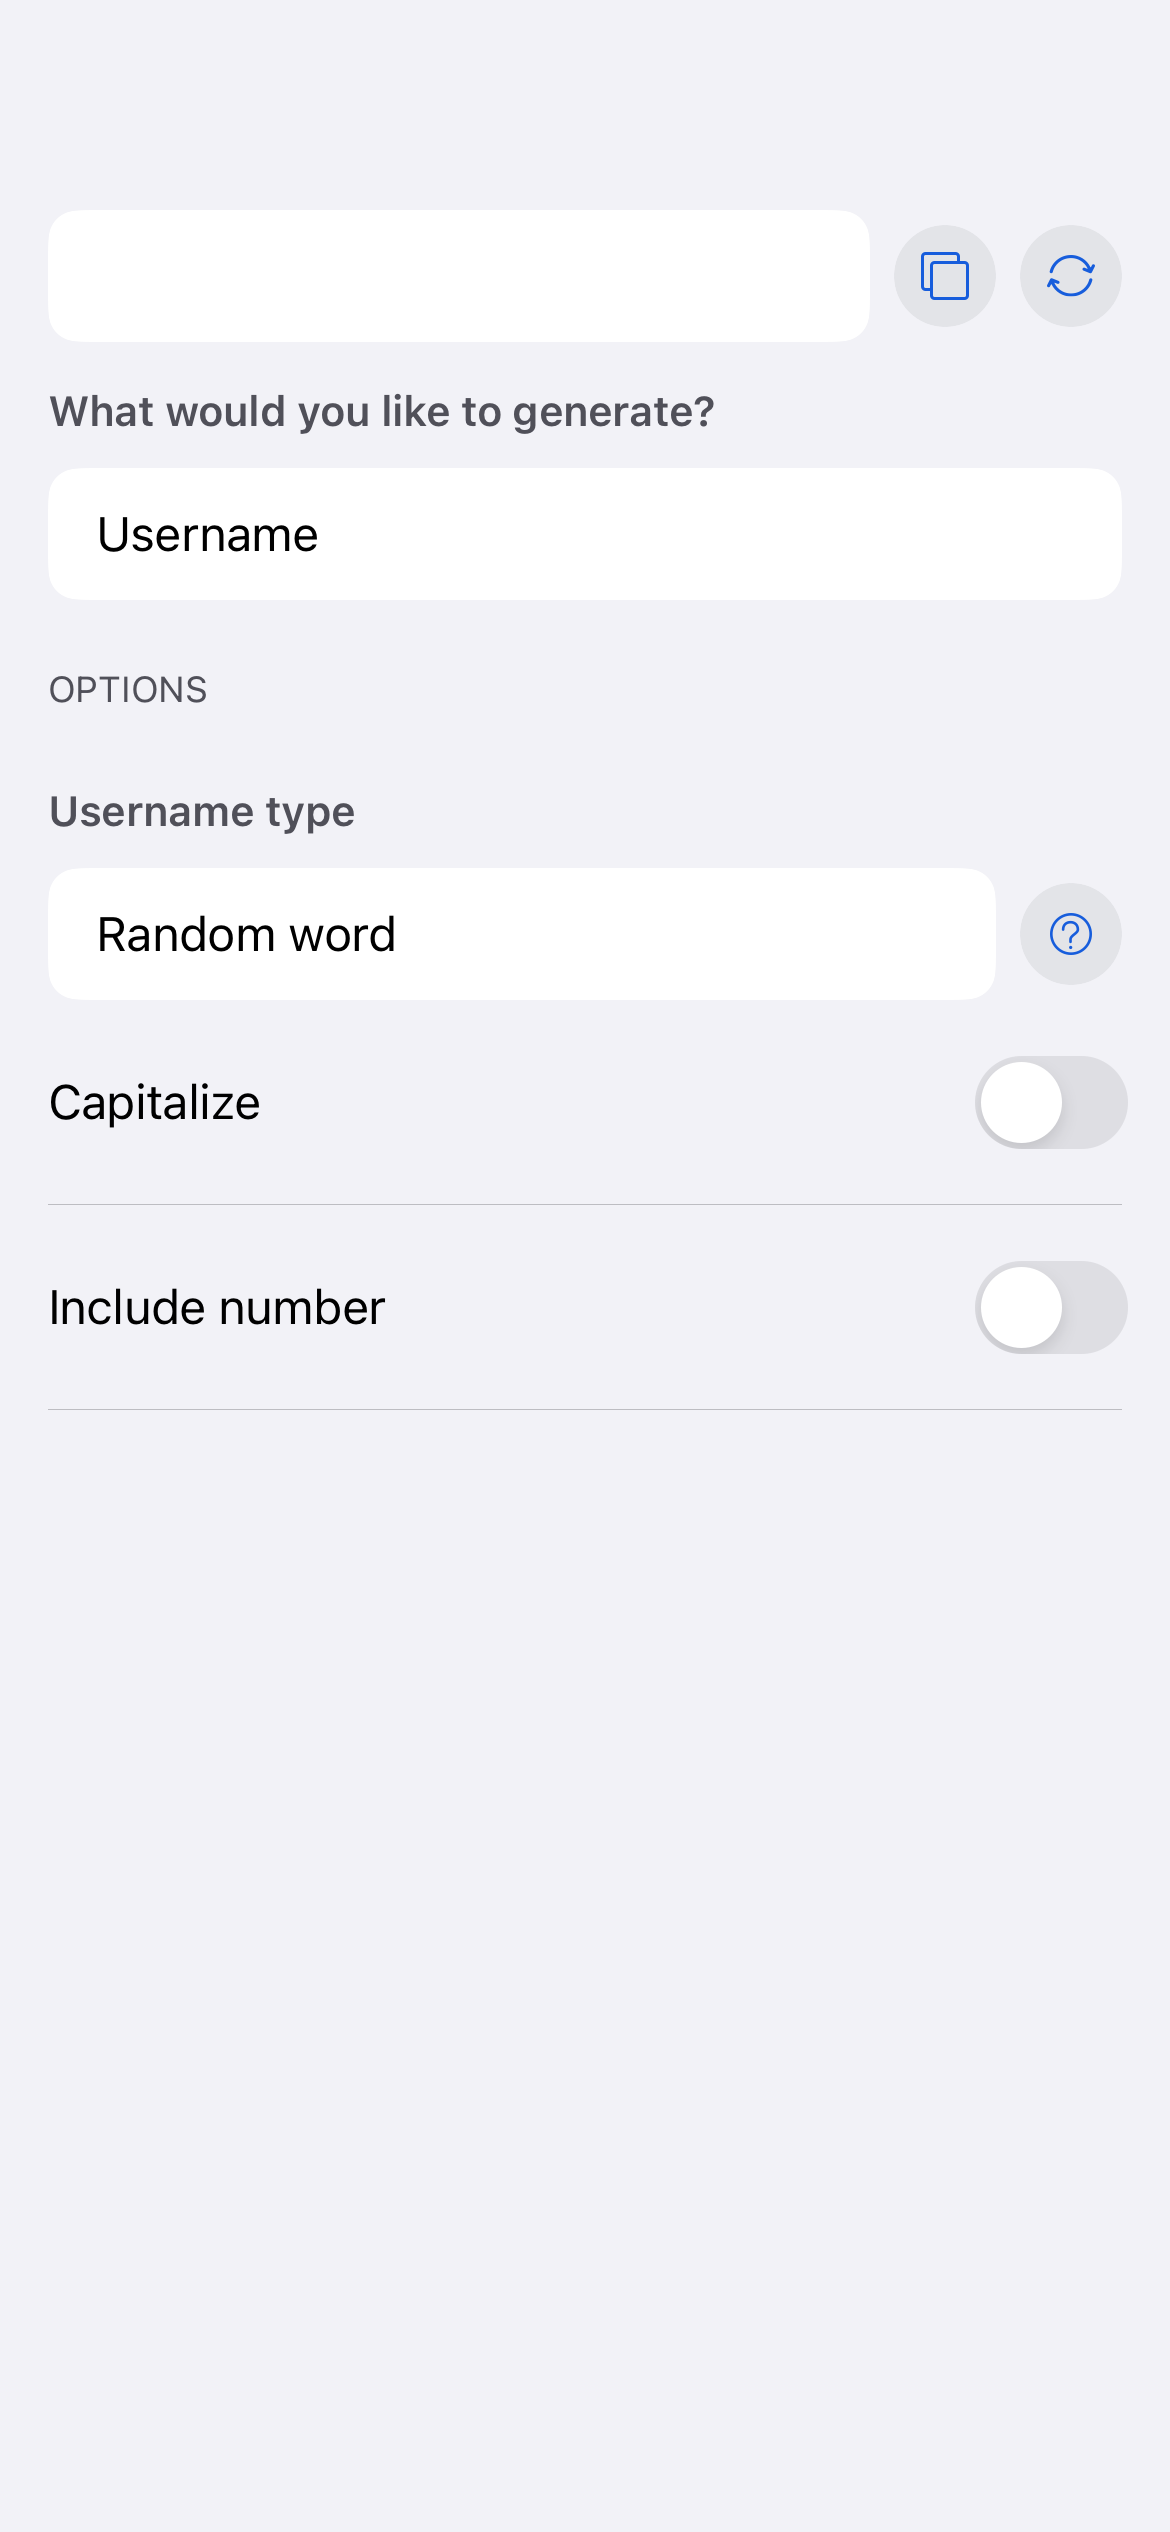 What would you like to generate?
Username
OPTIONS
Username type
Random word
Capitalize
Include number